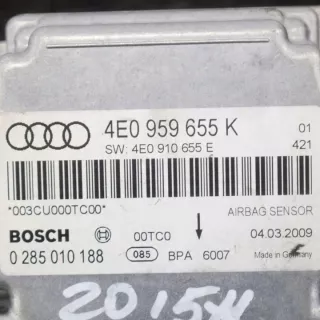 4E0 959 655 K 01
SW: 4E0 910 655 E 421
*003CU000TC00* AIRBAG SENSOR
BOSCH 00TC0 04.03.2009
0 285 010 188 085 BPA 6007 Made in Germany